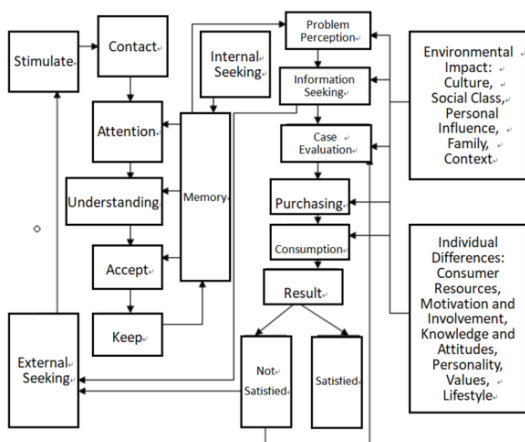 Stimulate
Contact
Attention
Understanding
Accept
Keep
External
Seeking
Internal
Seeking
Memory
Problem
Perception
Information
Seeking
Case
Evaluation
Purchasing
Consumption
Result
Not
Satisfied
Satisfied
Environmental
Impact:
Culture,
Social Class,
Personal
Influence,
Family,
Context
Individual
Differences:
Consumer
Resources,
Motivation and
Involvement,
Knowledge and
Attitudes,
Personality,
Values,
Lifestyle